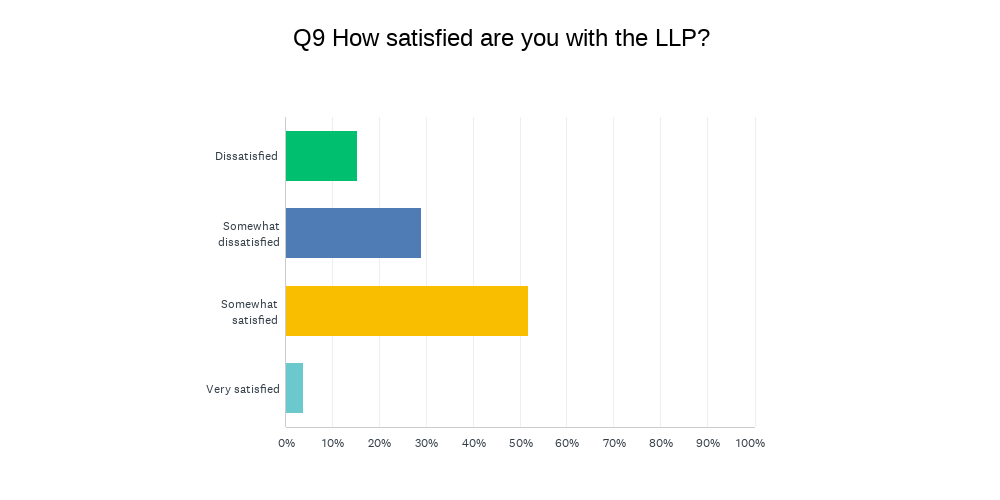 Q9 How satisfied are you with the LLP?
Dissatisfied
Somewhat
dissatisfied
Somewhat
satisfied
Very satisfied
0% 10% 20% 30% 40% 50% 60% 70% 80% 90% 100%